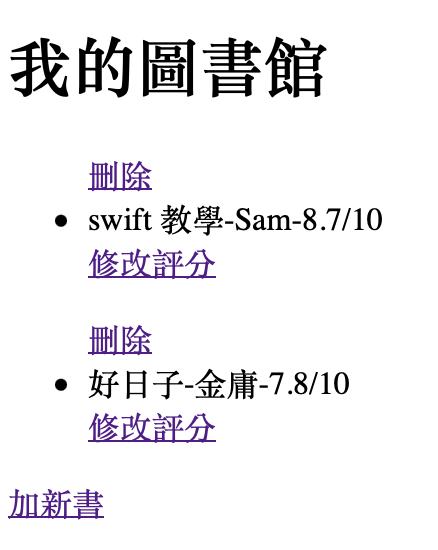 我的圖書館
刪除
swift 教學-Sam-8.7/10
修改評分
刪除
好日子-金庸-7.8/10
修改評分
加新書